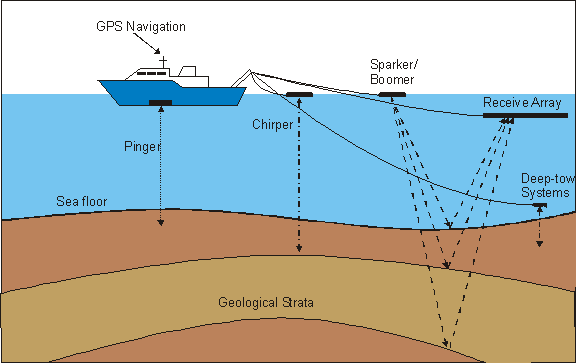 GPS Navigation
Sparker/
Boomer
Receive Array
Chirper
Pinger
Deep-tow
Systems
Sea floor
Geological Strata